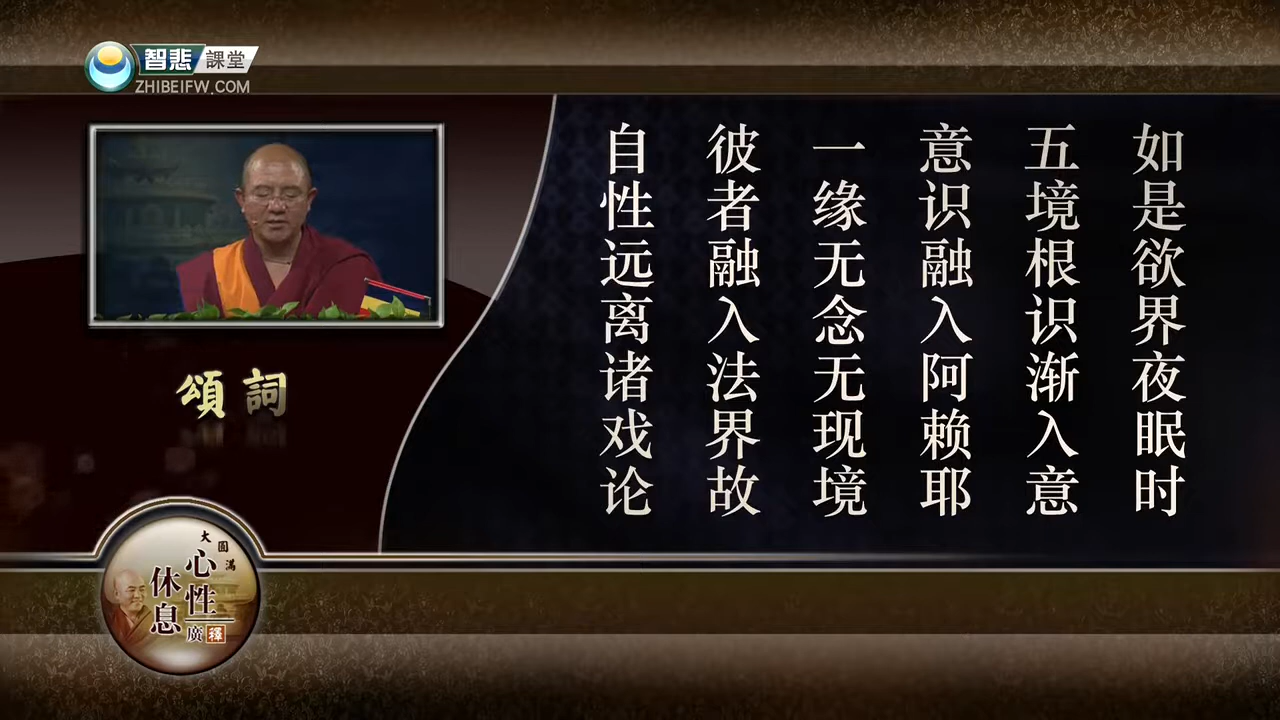 智悲課堂
ZHIBEIFW.COM
如是欲界夜眠时
五境根识渐入意
意识融入阿赖耶
一缘无念无现境
彼者融入法界故
自性远离诸戏论
頌詞
大圓滿
心性
休息
廣釋